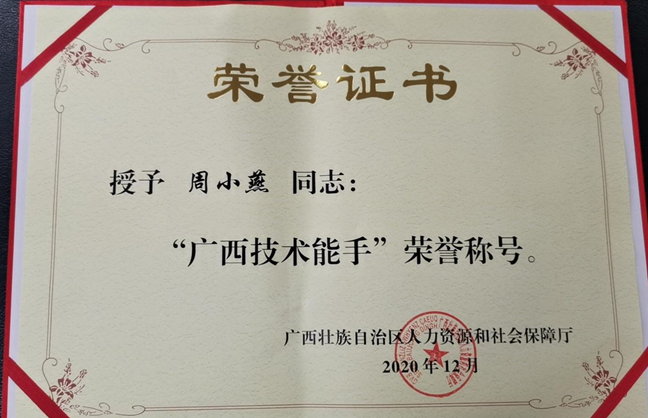 荣誉证书
授予 周小燕 同志：
“广西技术能手”荣誉称号。
广西壮族自治区人力资源和社会保障厅
2020年12月